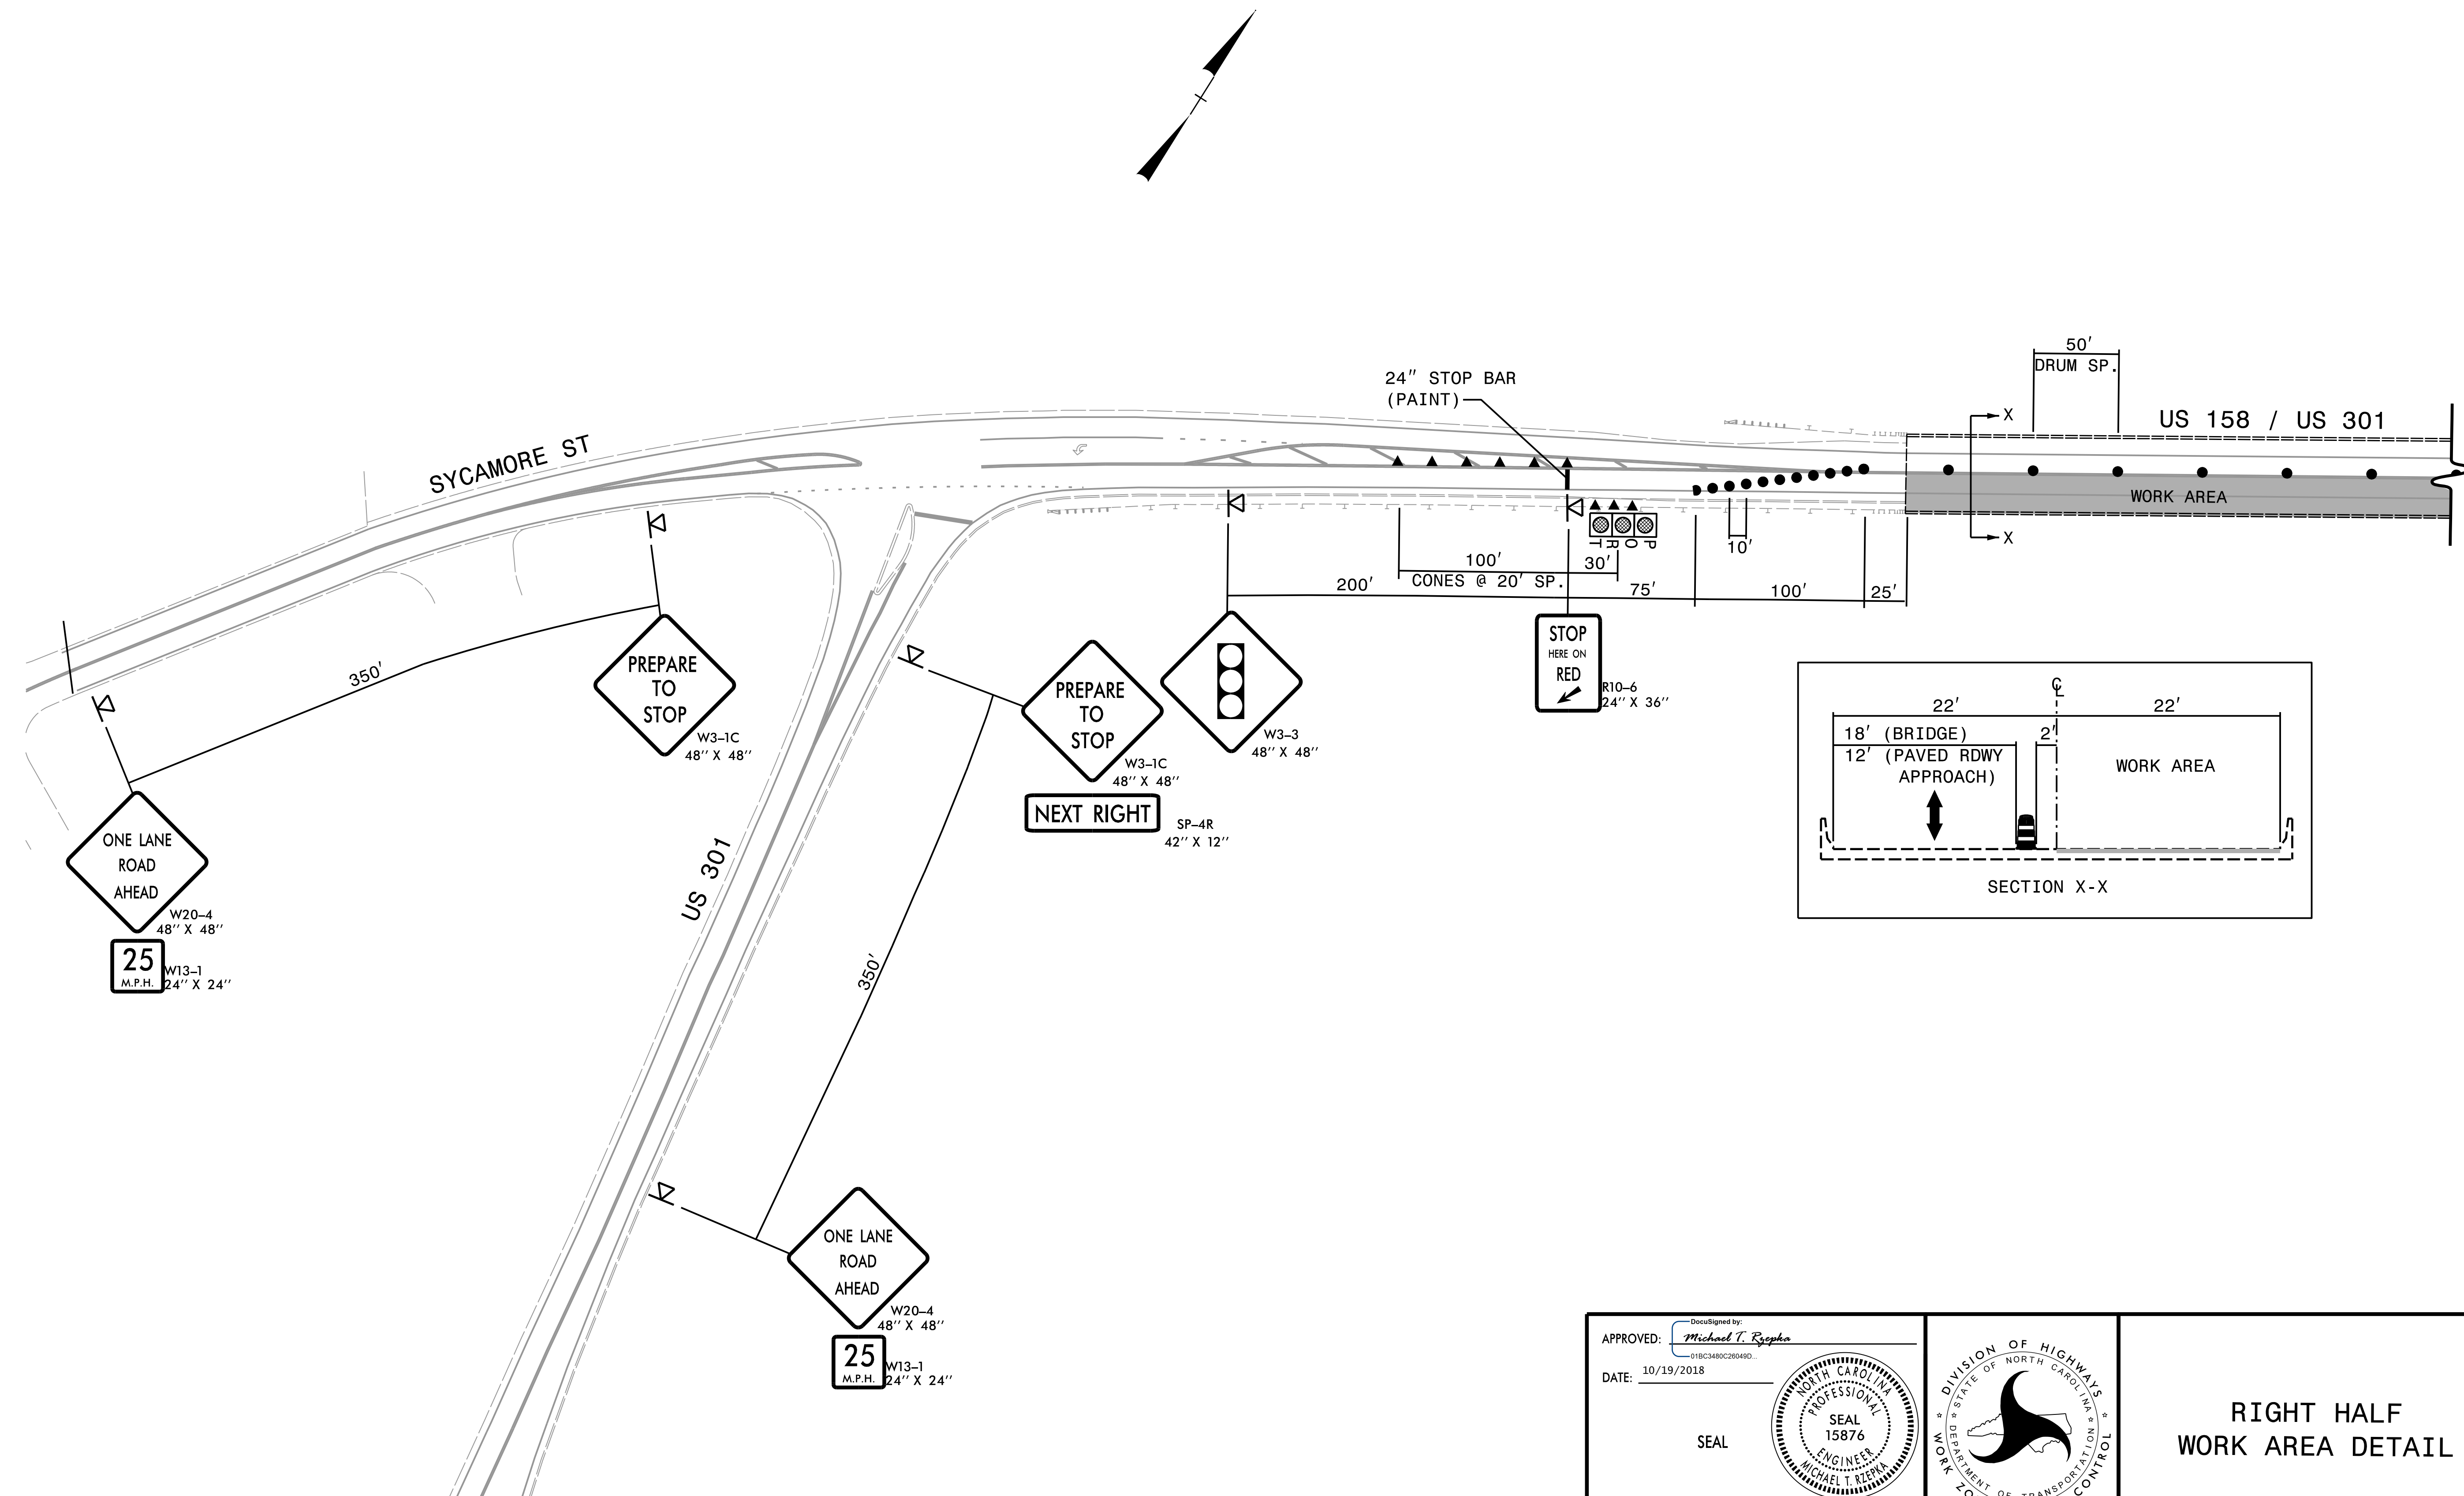 50'
DRUM SP.
24" STOP BAR
(PAINT)
X
US 158 / US 301
SYCAMORE ST
WORK AREA
X
T R O P
10'
100'
30'
CONES @ 20' SP.
200'
75'
100'
25'
350'
PREPARE
TO
STOP
W3-1C
48'' X 48''
PREPARE
TO
STOP
W3-1C
48'' X 48''
NEXT RIGHT
SP-4R
42'' X 12''
W3-3
48'' X 48''
STOP
HERE ON
RED
R10-6
24'' X 36''
℄
22'
22'
18' (BRIDGE)
2'
12' (PAVED RDWY
APPROACH)
WORK AREA
SECTION X-X
ONE LANE
ROAD
AHEAD
W20-4
48'' X 48''
25
M.P.H.
W13-1
24'' X 24''
US 301
350'
ONE LANE
ROAD
AHEAD
W20-4
48'' X 48''
25
M.P.H.
W13-1
24'' X 24''
DocuSigned by:
APPROVED: Michael T. Rzepka
01BC3480C26049D...
DATE: 10/19/2018
SEAL
NORTH CAROLINA
PROFESSIONAL
SEAL
15876
ENGINEER
MICHAEL T. RZEPKA
DIVISION OF HIGHWAYS
STATE OF NORTH CAROLINA
DEPARTMENT OF TRANSPORTATION
WORK ZO
CONTROL
RIGHT HALF
WORK AREA DETAIL